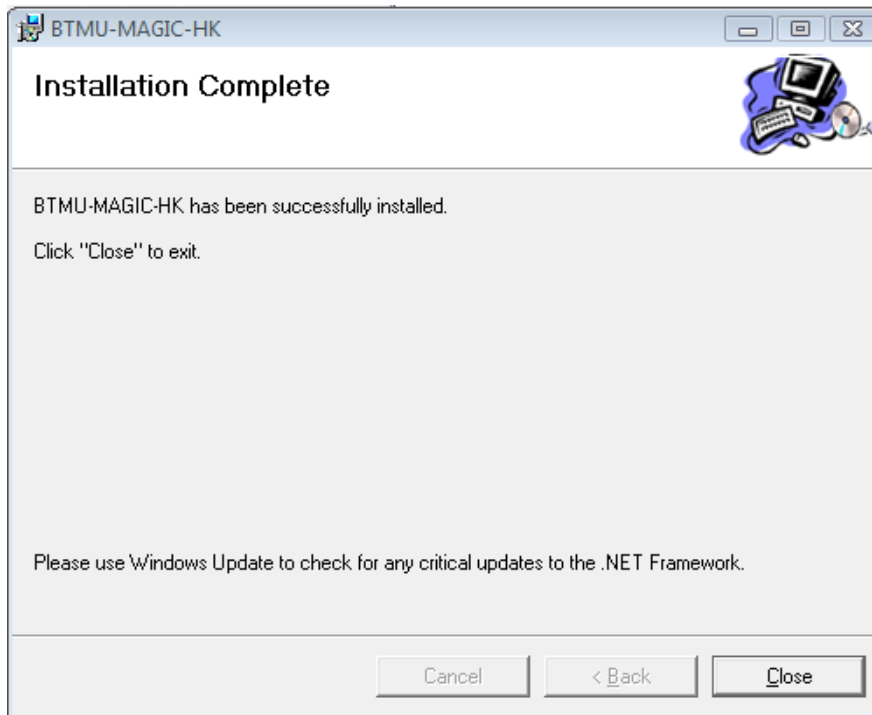 BTMU-MAGIC-HK
Installation Complete
BTMU-MAGIC-HK has been successfully installed.
Click "Close" to exit.
Please use Windows Update to check for any critical updates to the .NET Framework.
Cancel
< Back
Close